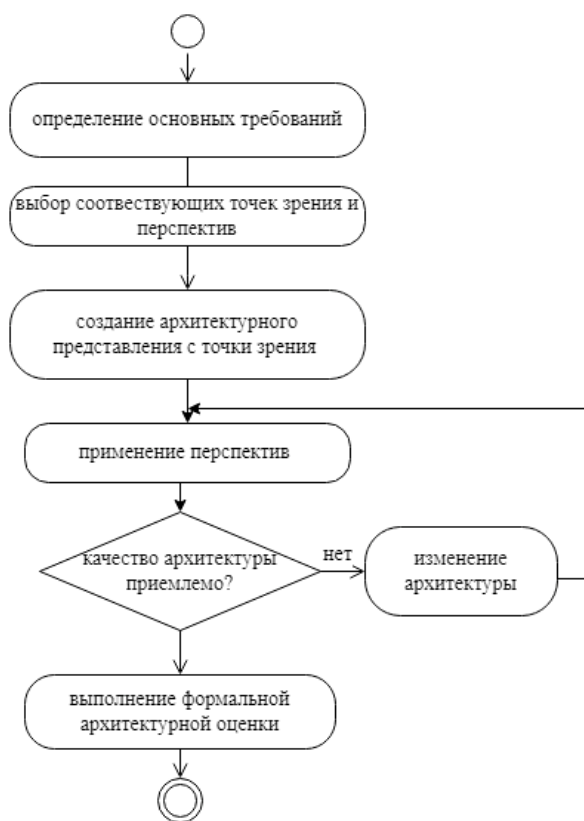 определение основных требований
выбор соотвествующих точек зрения и
перспектив
создание архитектурного
представления с точки зрения
применение перспектив
качество архитектуры
приемлемо?
нет
изменение
архитектуры
выполнение формальной
архитектурной оценки